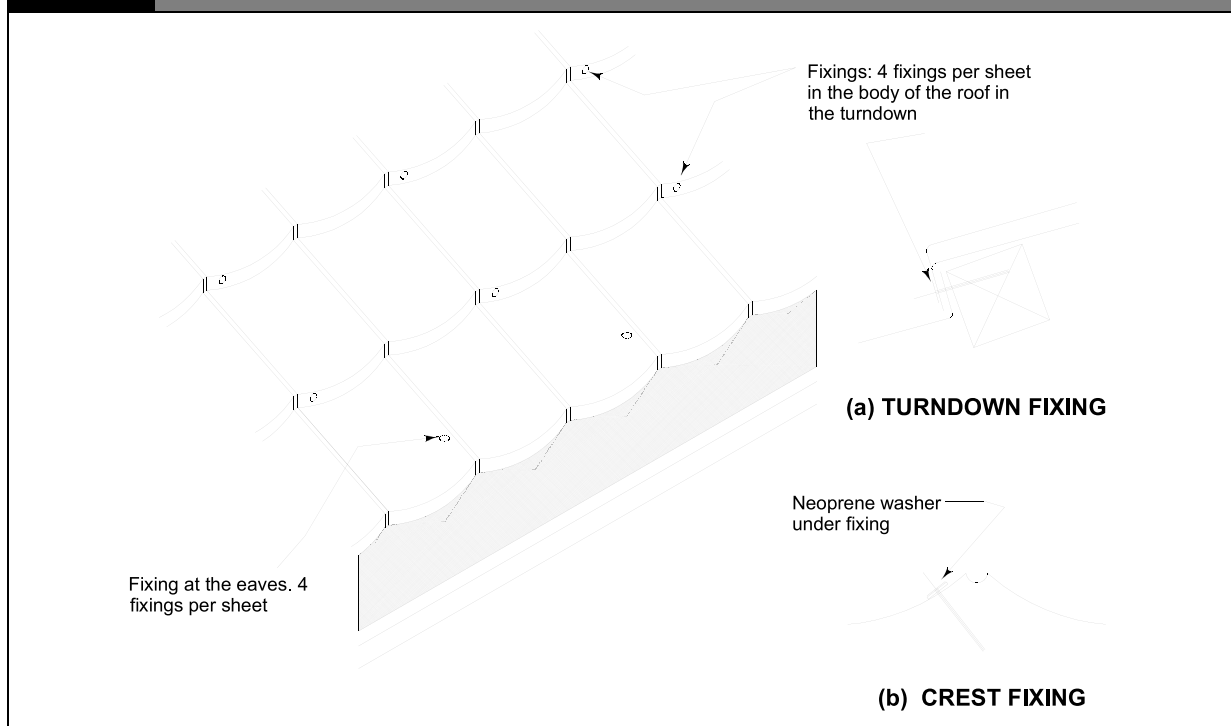 Fixings: 4 fixings per sheet
in the body of the roof in
the turndown
(a) TURNDOWN FIXING
Neoprene washer
under fixing
Fixing at the eaves. 4
fixings per sheet
(b) CREST FIXING